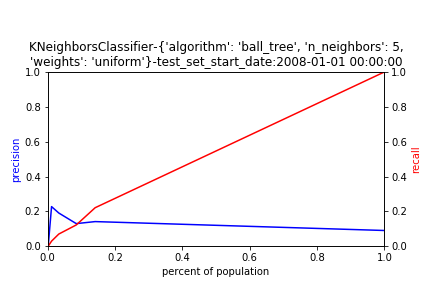 KNeighborsClassifier-{'algorithm': 'ball_tree', 'n_neighbors': 5,
'weights': 'uniform'}-test_set_start_date:2008-01-01 00:00:00
1.0
0.8
0.6
0.4
0.2
0.0
precision
1.0
0.8
0.6
0.4
0.2
0.0
recall
0.0 0.2 0.4 0.6 0.8 1.0
percent of population